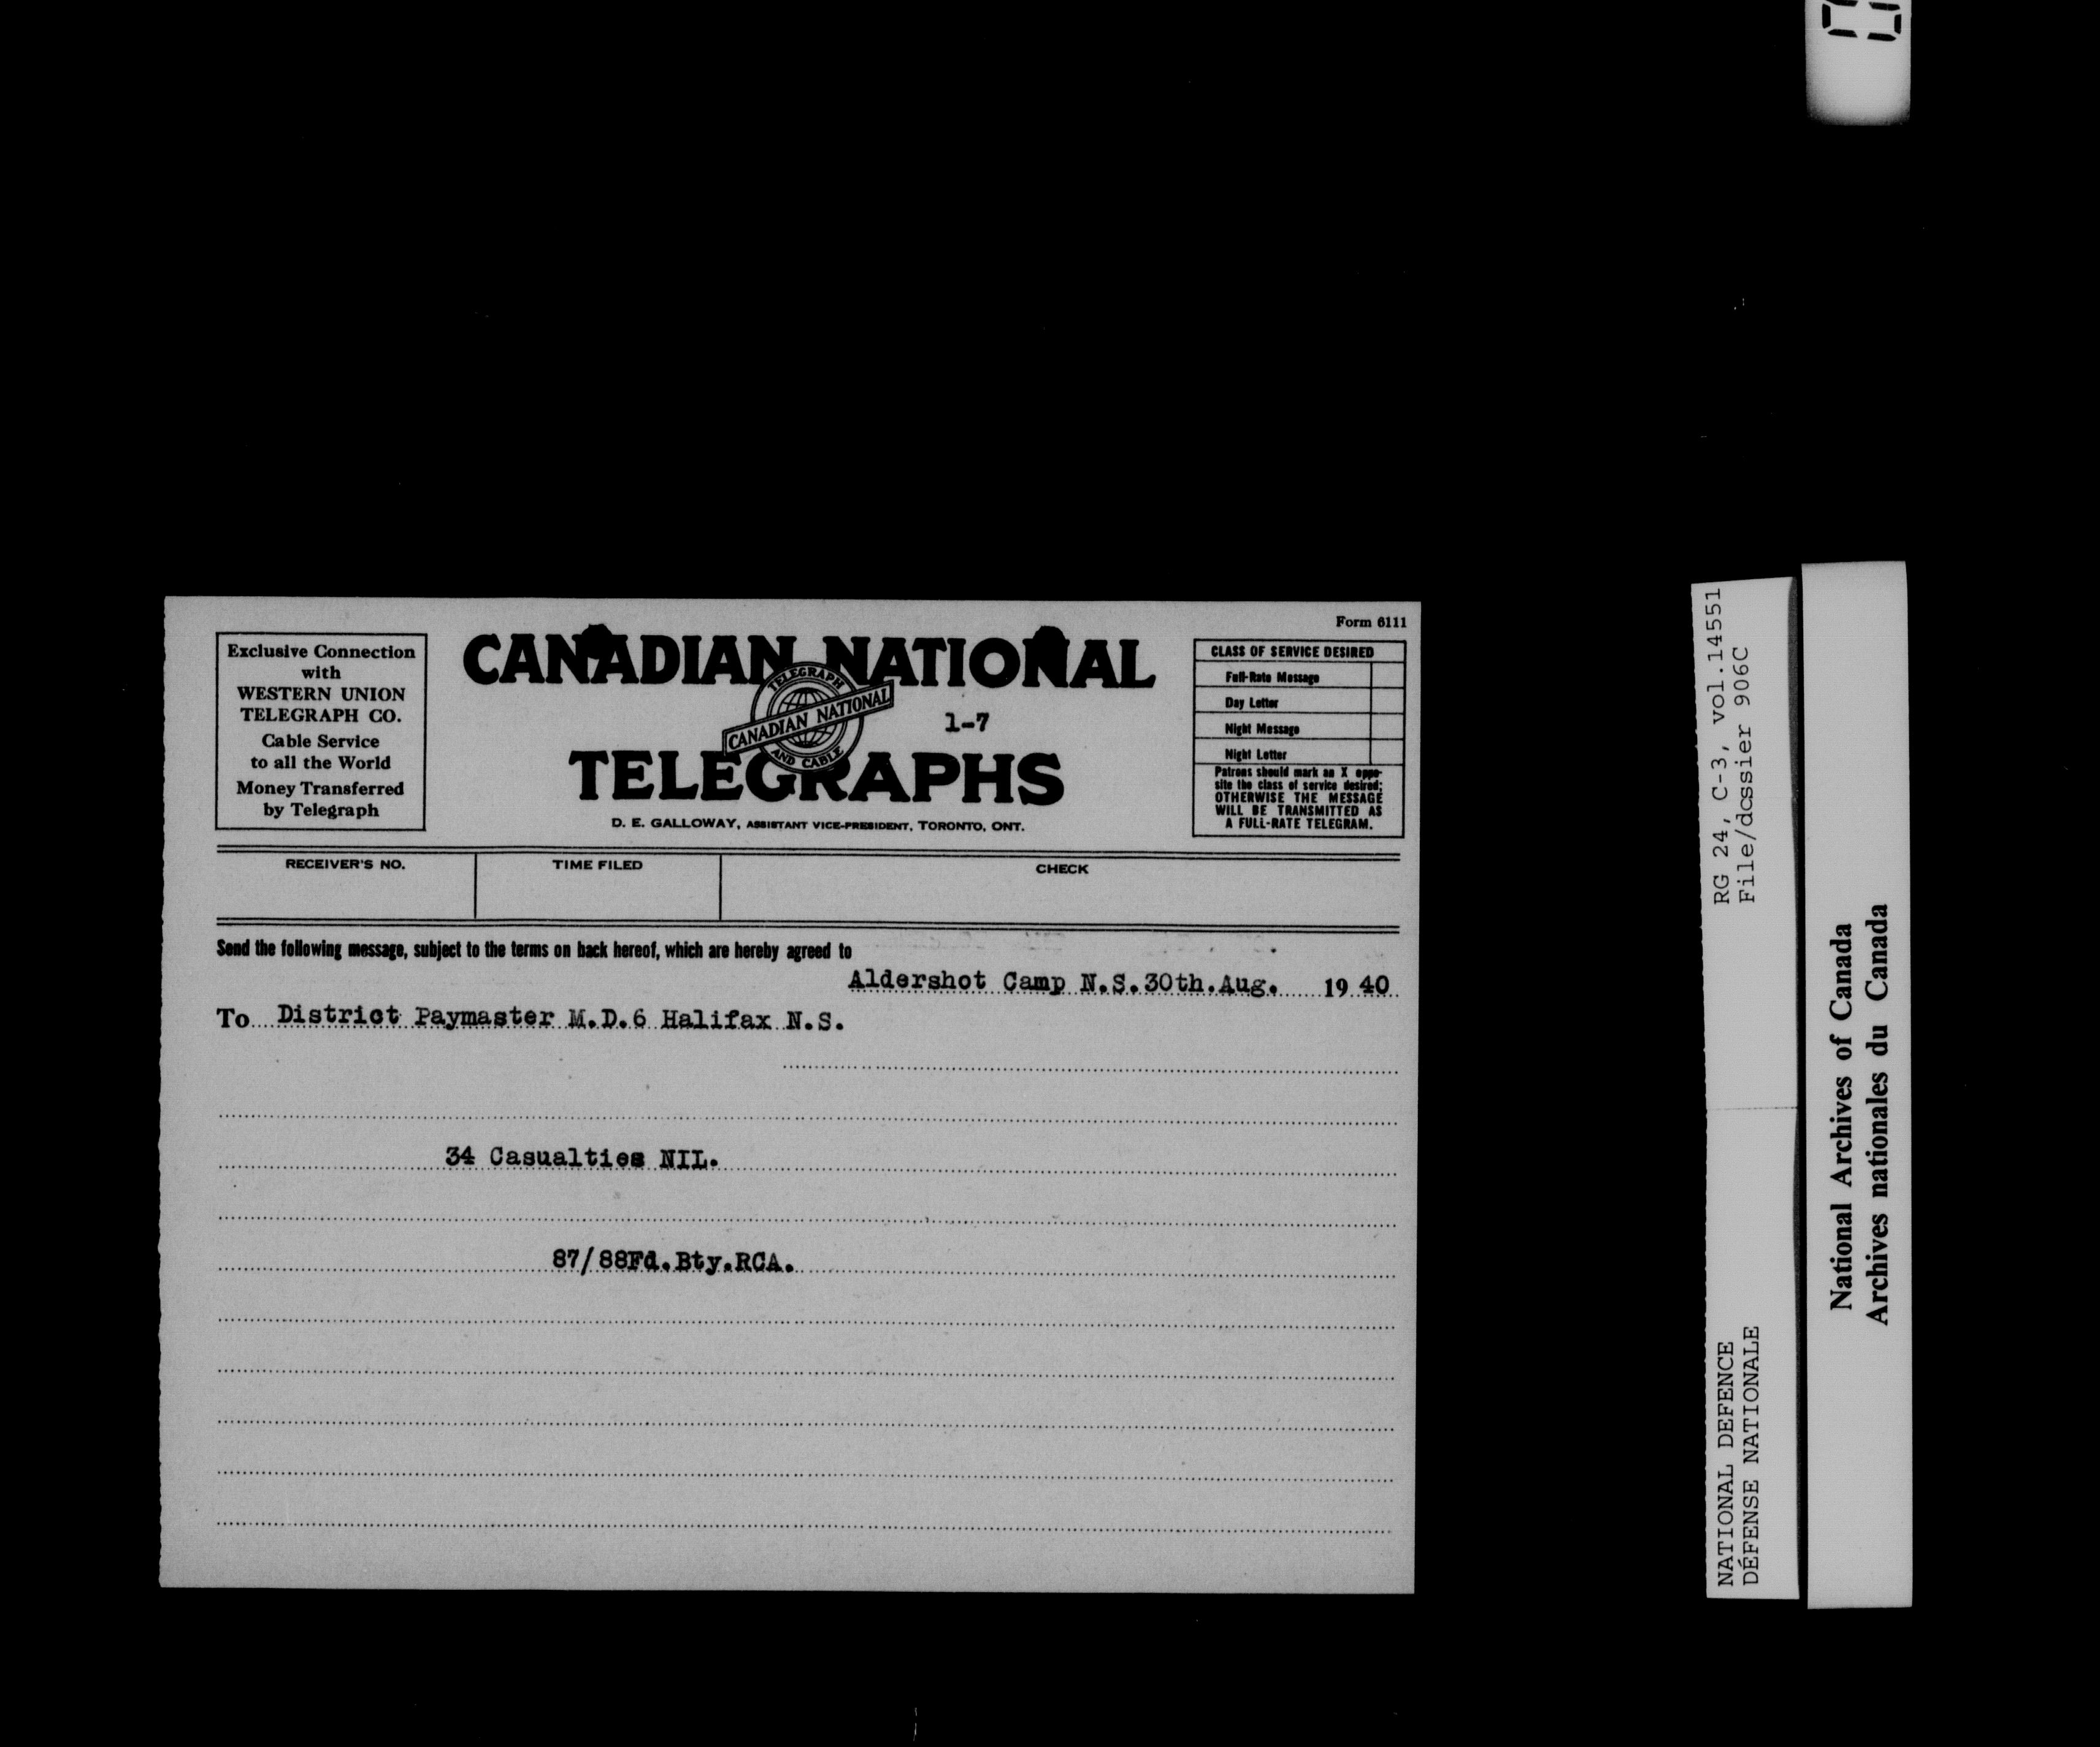 Form 6111
Exclusive Connection
with
WESTERN UNION
TELEGRAPH CO.
Cable Service
to all the World
Money Transferred
by Telegraph
CANADIAN NATIONAL
TELEGRAPH
CANADIAN NATIONAL
AND CABLE
1-7
TELEGRAPHS
D. E. GALLOWAY, ASSISTANT VICE-PRESIDENT, TORONTO, ONT.
CLASS OF SERVICE DESIRED
Full-Rate Message
Day Letter
Night Message
Night Letter
Patrons should mark an X oppo-
site the class of service desired;
OTHERWISE THE MESSAGE
WILL BE TRANSMITTED AS
A FULL-RATE TELEGRAM.
RECEIVER'S NO. TIME FILED CHECK
Send the following message, subject to the terms on back hereof, which are hereby agreed to
Aldershot Camp N.S.30th.Aug. 19 40
To District Paymaster M.D.6 Halifax N.S.
34 Casualties NIL.
87/88Fd.Bty.RCA.
RG 24, C-3, vol.14551
File/dossier 906C
NATIONAL DEFENCE
DÉFENSE NATIONALE
National Archives of Canada
Archives nationales du Canada